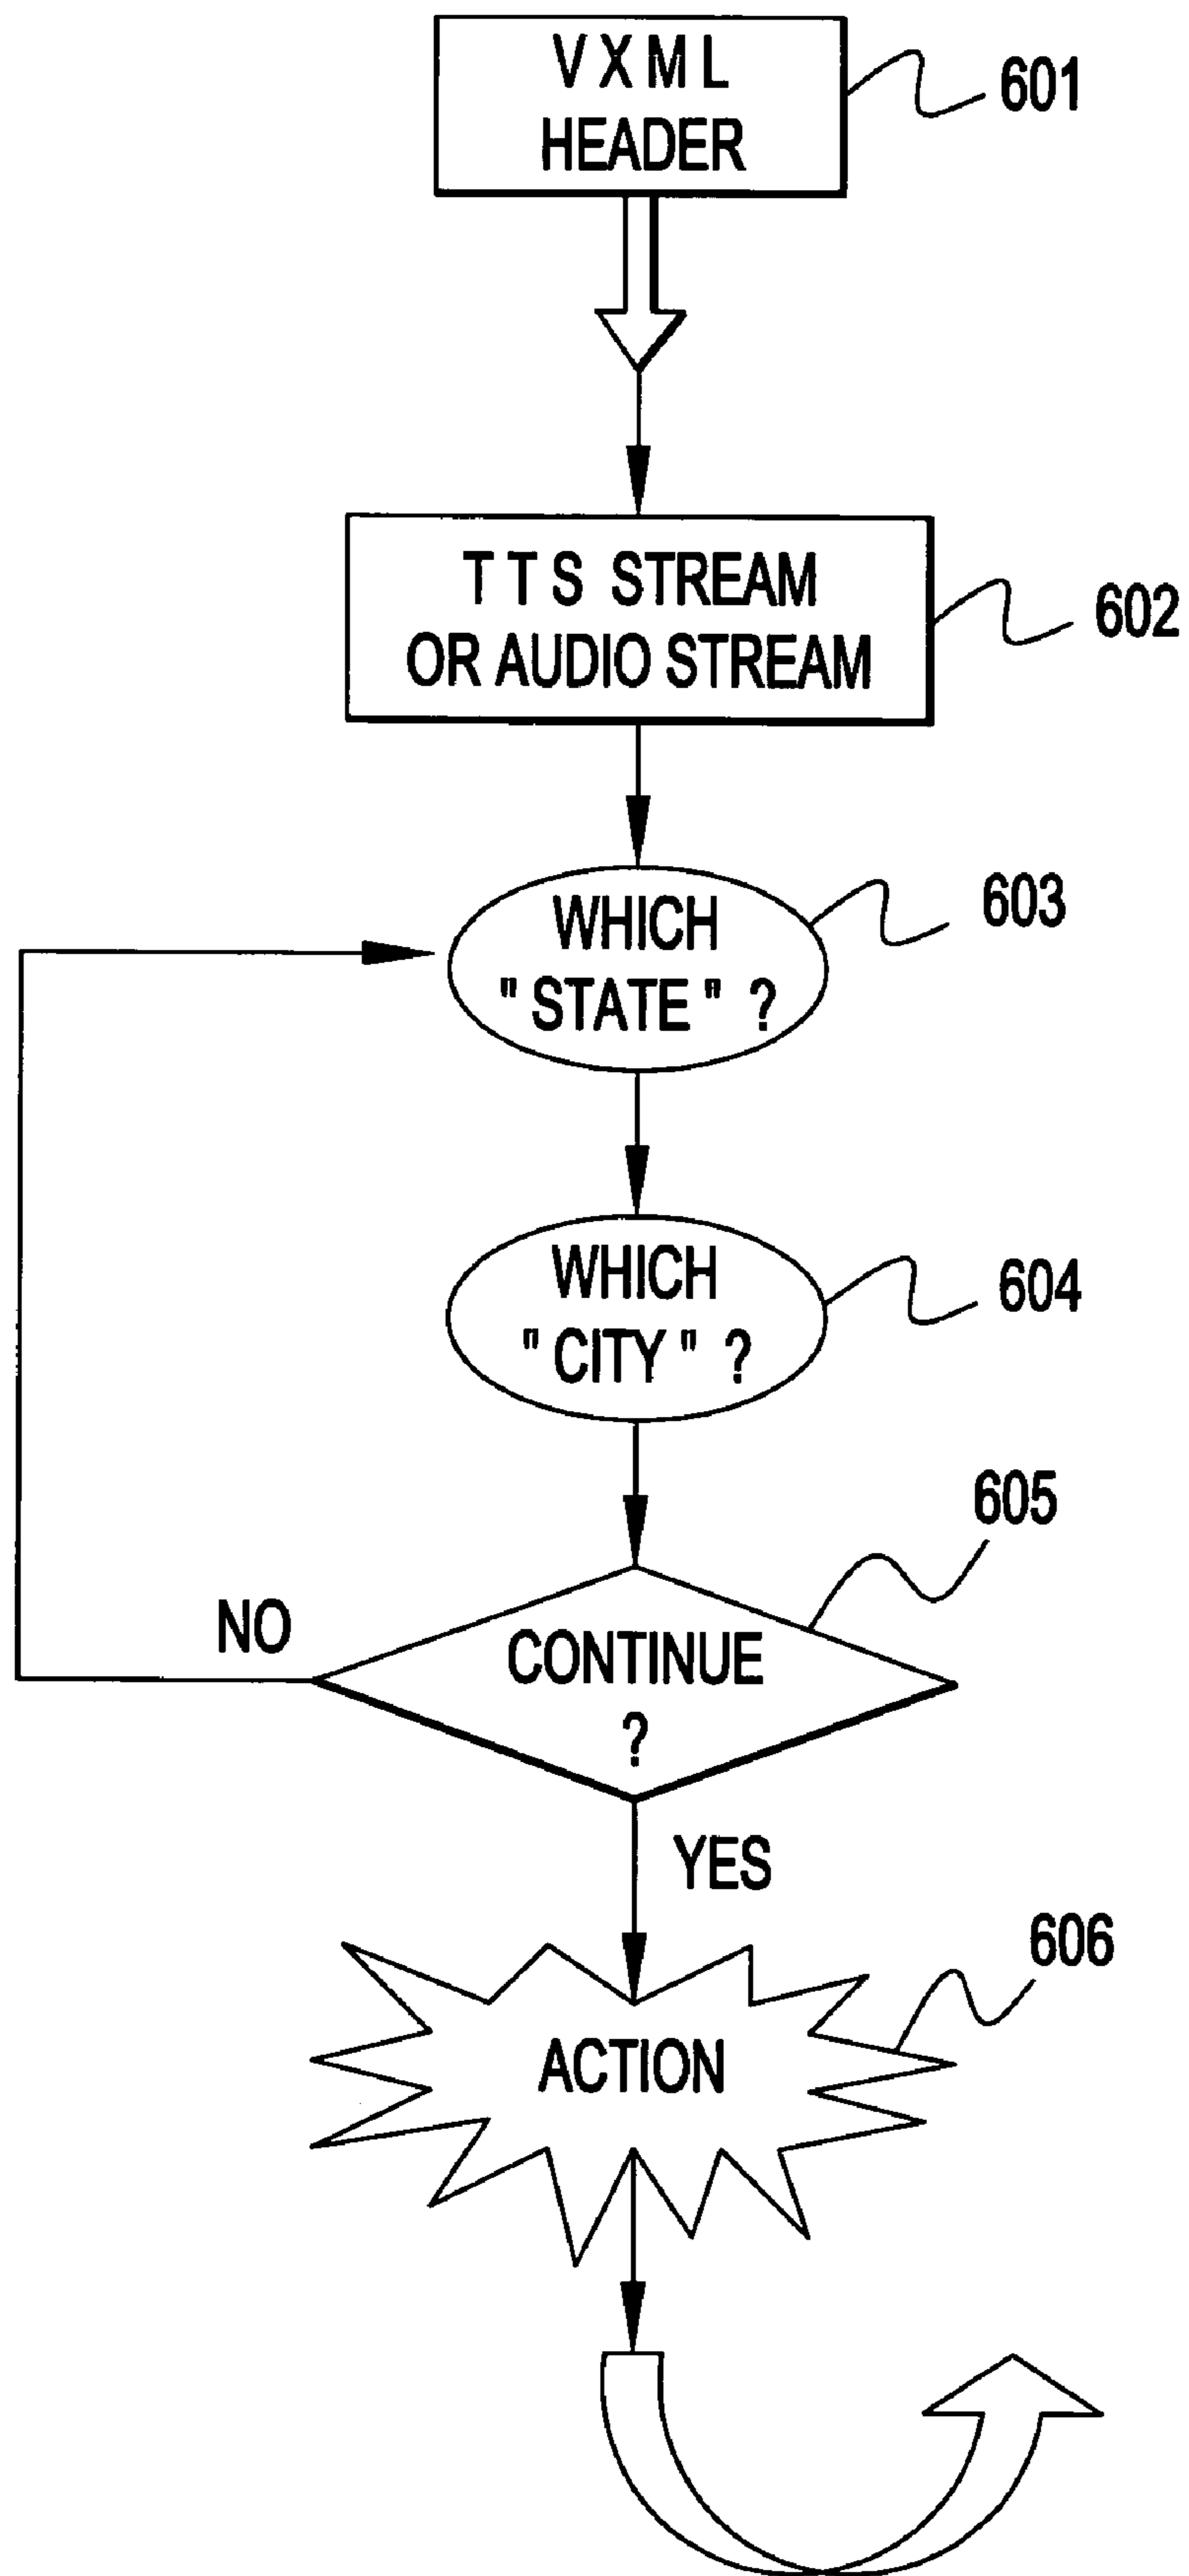 V X M L
HEADER
601
T T S STREAM
OR AUDIO STREAM
602
WHICH
" STATE " ?
603
WHICH
" CITY " ?
604
605
NO
CONTINUE
?
YES
606
ACTION